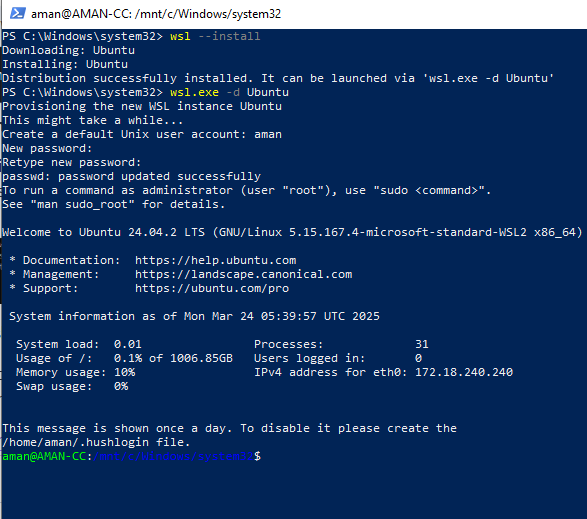 aman@AMAN-CC: /mnt/c/Windows/system32
PS C:\Windows\system32> wsl --install
Downloading: Ubuntu
Installing: Ubuntu
Distribution successfully installed. It can be launched via 'wsl.exe -d Ubuntu'
PS C:\Windows\system32> wsl.exe -d Ubuntu
Provisioning the new WSL instance Ubuntu
This might take a while...
Create a default Unix user account: aman
New password:
Retype new password:
passwd: password updated successfully
To run a command as administrator (user "root"), use "sudo <command>".
See "man sudo_root" for details.
Welcome to Ubuntu 24.04.2 LTS (GNU/Linux 5.15.167.4-microsoft-standard-WSL2 x86_64)
* Documentation:  https://help.ubuntu.com
* Management:     https://landscape.canonical.com
* Support:        https://ubuntu.com/pro
System information as of Mon Mar 24 05:39:57 UTC 2025
System load:  0.01                Processes:             31
Usage of /:   0.1% of 1006.85GB   Users logged in:       0
Memory usage: 10%                 IPv4 address for eth0: 172.18.240.240
Swap usage:   0%
This message is shown once a day. To disable it please create the
/home/aman/.hushlogin file.
aman@AMAN-CC:/mnt/c/Windows/system32$